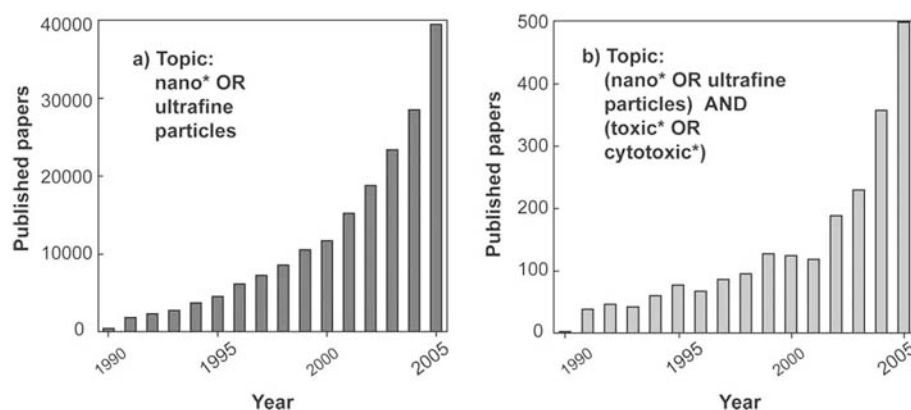 40000
30000
20000
10000
0
Published papers
a) Topic:
nano* OR
ultrafine
particles
1990
1995
2000
2005
Year
500
400
300
200
100
0
Published papers
b) Topic:
(nano* OR ultrafine
particles) AND
(toxic* OR
cytotoxic*)
1990
1995
2000
2005
Year